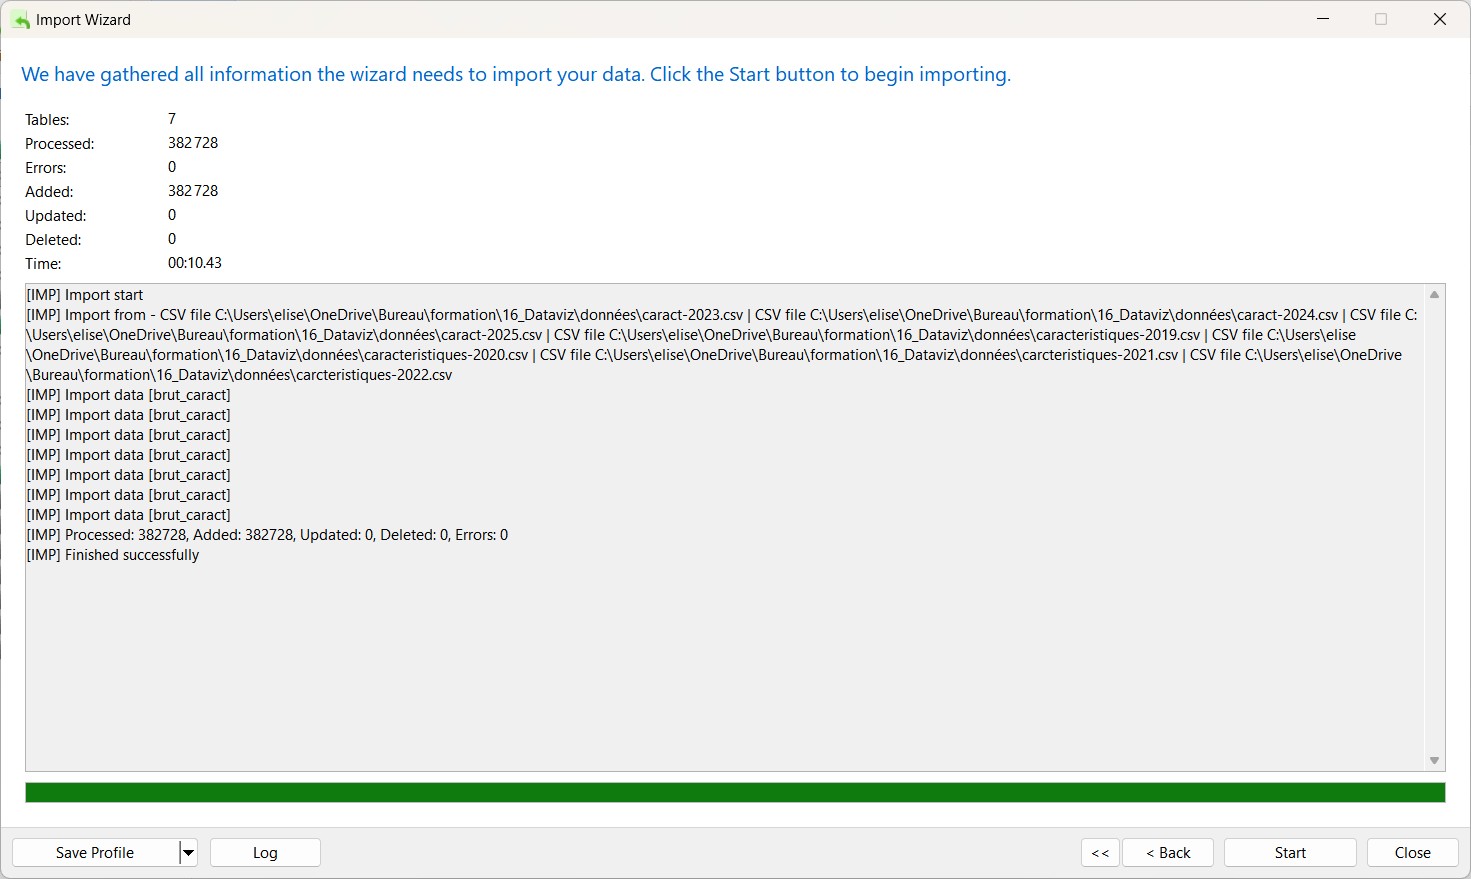 Import Wizard
We have gathered all information the wizard needs to import your data. Click the Start button to begin importing.
Tables: 7
Processed: 382 728
Errors: 0
Added: 382 728
Updated: 0
Deleted: 0
Time: 00:10.43
[IMP] Import start
[IMP] Import from - CSV file C:\Users\elise\OneDrive\Bureau\formation\16_Dataviz\données\caract-2023.csv | CSV file C:\Users\elise\OneDrive\Bureau\formation\16_Dataviz\données\caract-2024.csv | CSV file C:
\Users\elise\OneDrive\Bureau\formation\16_Dataviz\données\caract-2025.csv | CSV file C:\Users\elise\OneDrive\Bureau\formation\16_Dataviz\données\caracteristiques-2019.csv | CSV file C:\Users\elise
\OneDrive\Bureau\formation\16_Dataviz\données\caracteristiques-2020.csv | CSV file C:\Users\elise\OneDrive\Bureau\formation\16_Dataviz\données\carcteristiques-2021.csv | CSV file C:\Users\elise\OneDrive
\Bureau\formation\16_Dataviz\données\carcteristiques-2022.csv
[IMP] Import data [brut_caract]
[IMP] Import data [brut_caract]
[IMP] Import data [brut_caract]
[IMP] Import data [brut_caract]
[IMP] Import data [brut_caract]
[IMP] Import data [brut_caract]
[IMP] Import data [brut_caract]
[IMP] Processed: 382728, Added: 382728, Updated: 0, Deleted: 0, Errors: 0
[IMP] Finished successfully
Save Profile Log << < Back Start Close